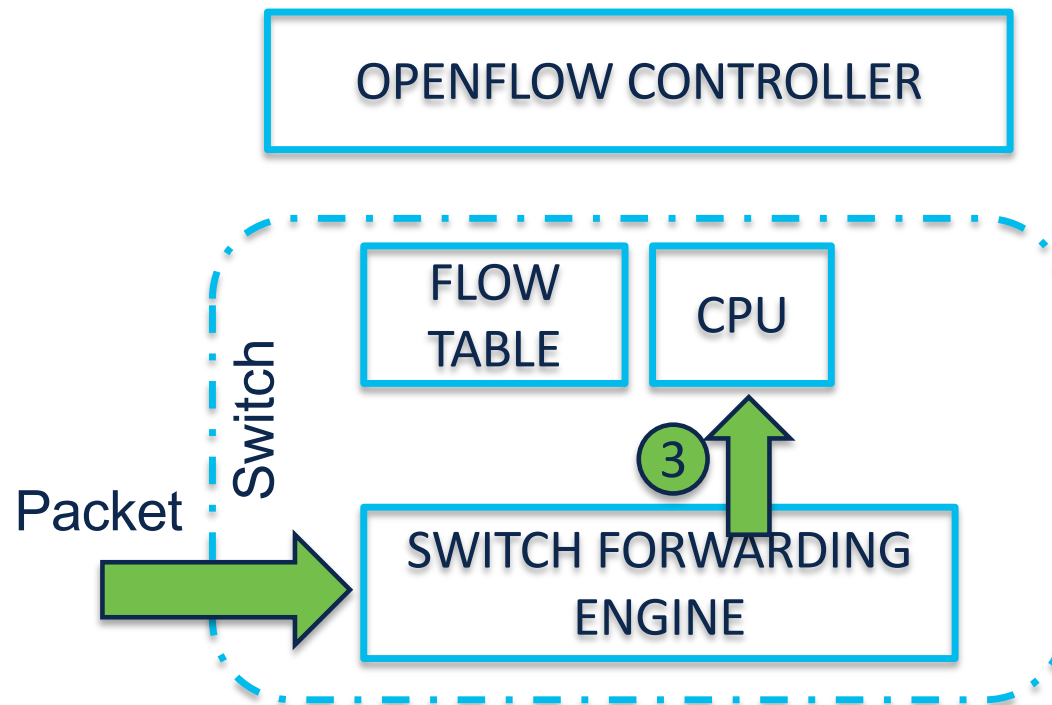 OPENFLOW CONTROLLER
FLOW
TABLE
CPU
Switch
3
Packet
SWITCH FORWARDING
ENGINE